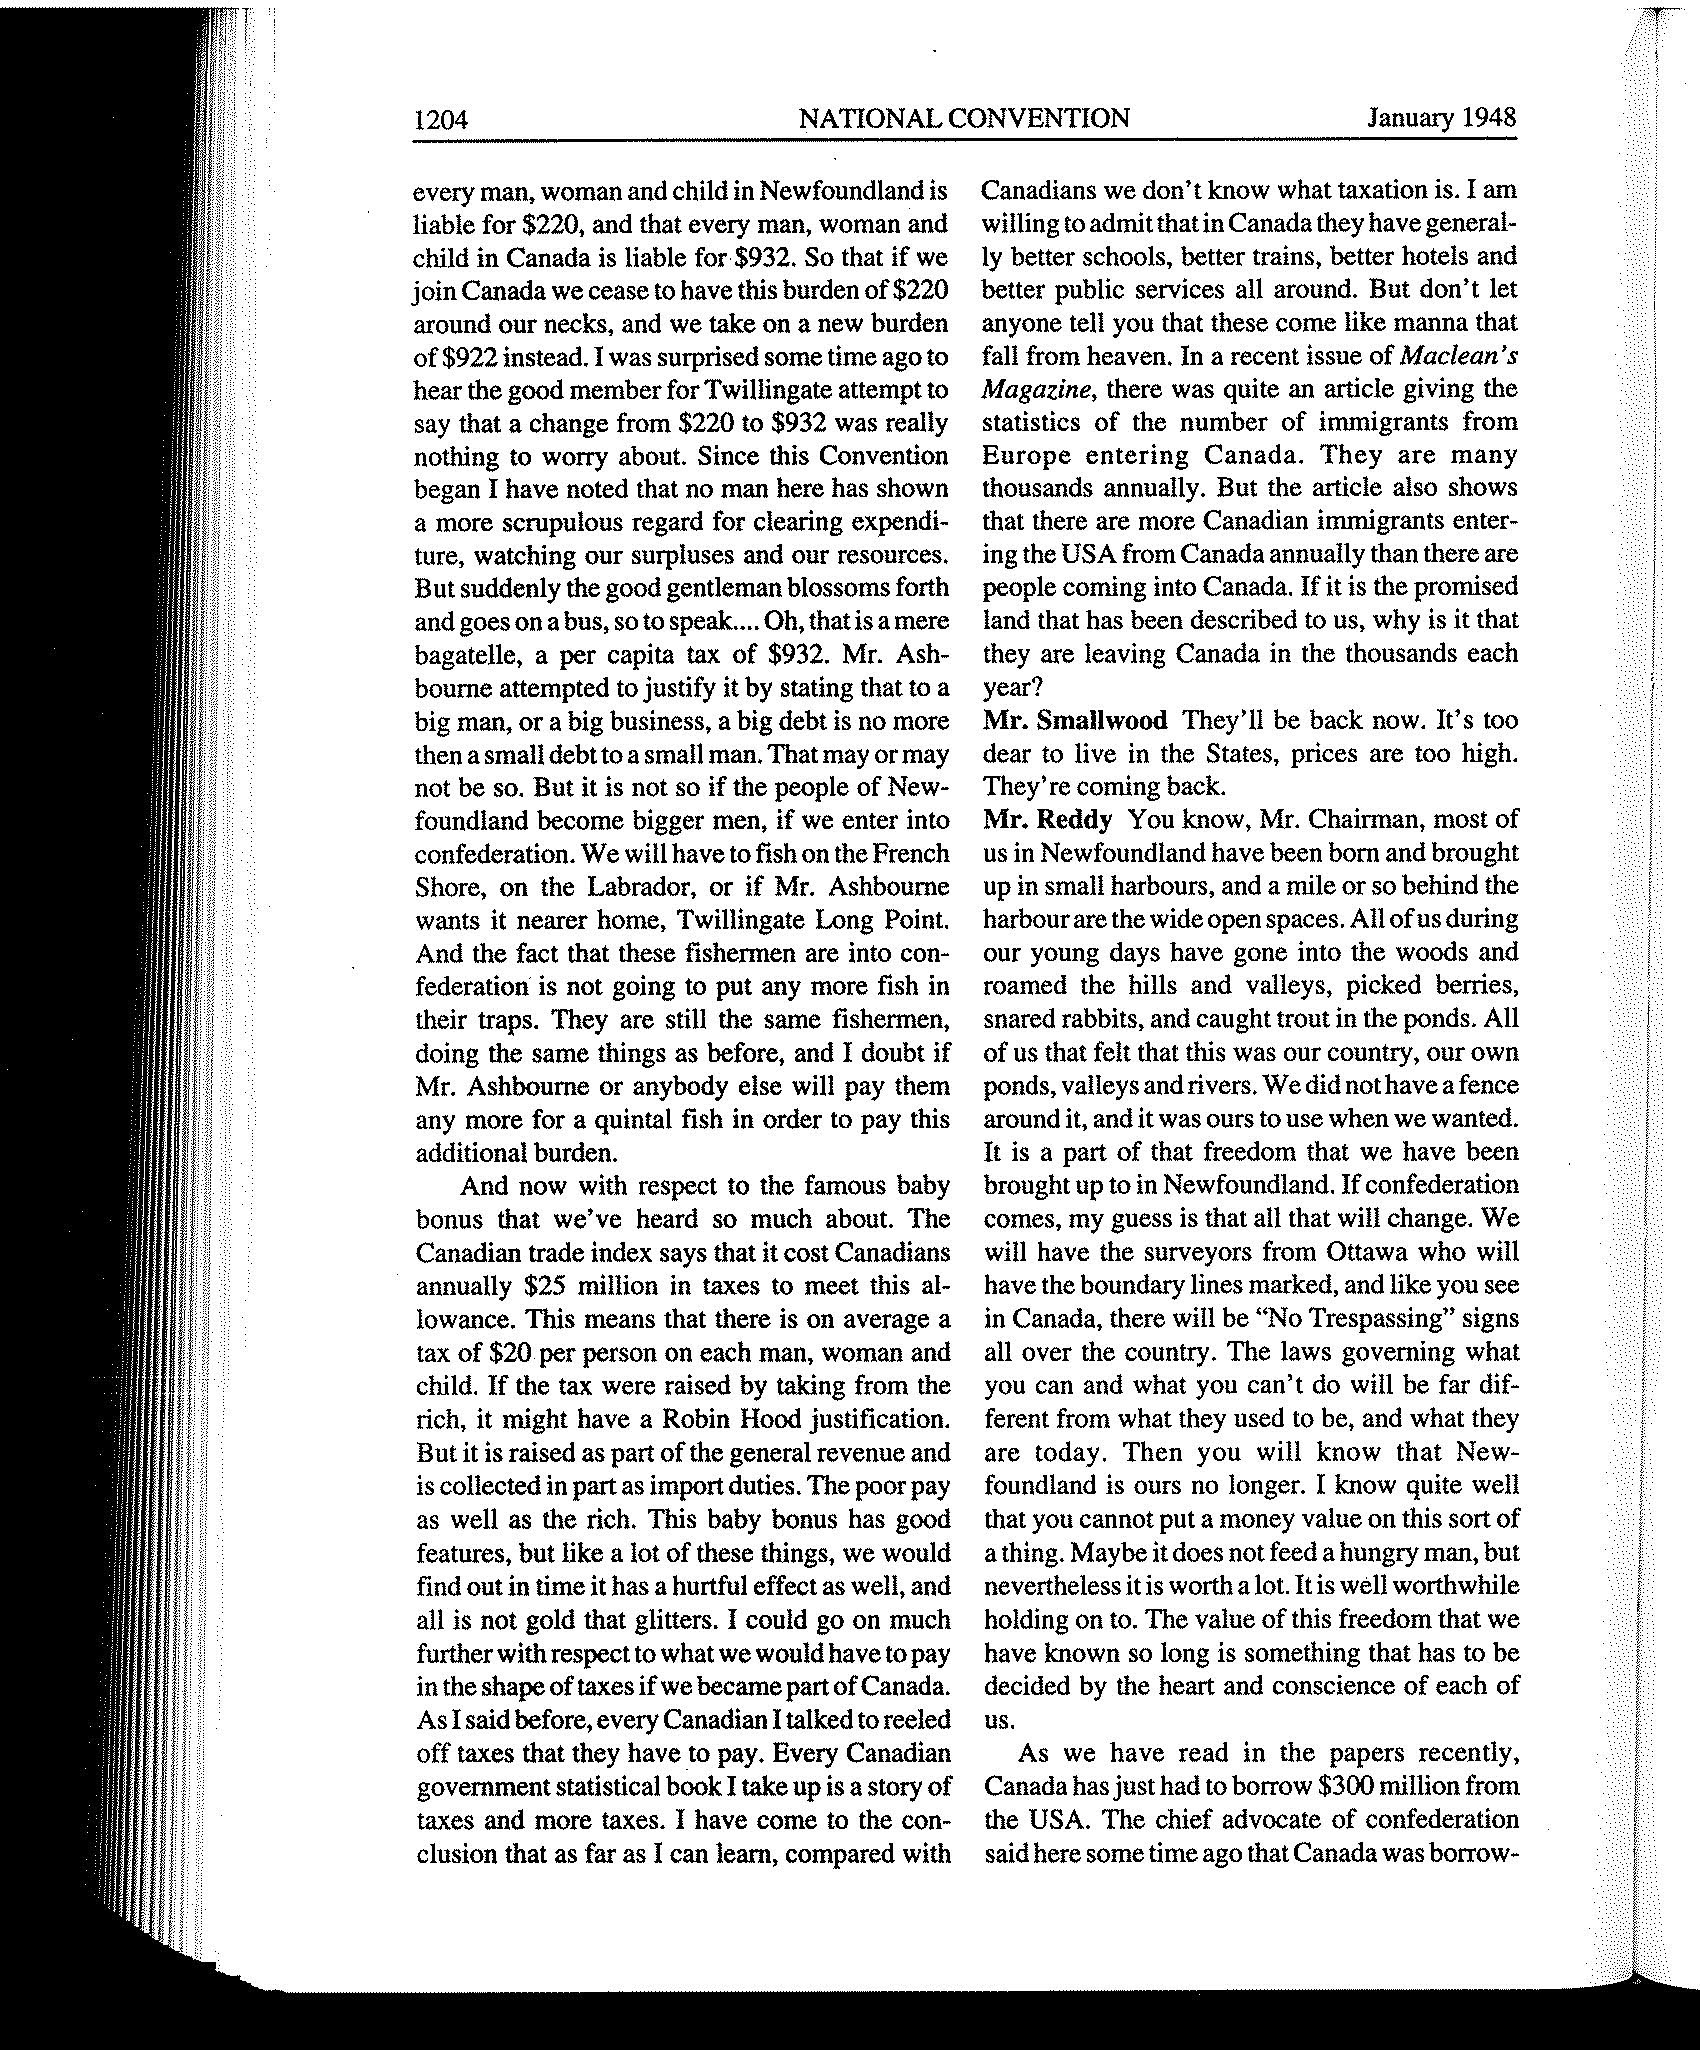 1204 NATIONAL CONVENTION January 1948
every man, woman and child in Newfoundland is
liable for $220, and that every man, woman and
child in Canada is liable for $932. So that if we
join Canada we cease to have this burden of $220
around our necks, and we take on a new burden
of $922 instead. I was surprised some time ago to
hear the good member for Twillingate attempt to
say that a change from $220 to $932 was really
nothing to worry about. Since this Convention
began I have noted that no man here has shown
a more scrupulous regard for clearing expendi-
ture, watching our surpluses and our resources.
But suddenly the good gentleman blossoms forth
and goes on a bus, so to speak.... Oh, that is a mere
bagatelle, a per capita tax of $932. Mr. Ash-
bourne attempted to justify it by stating that to a
big man, or a big business, a big debt is no more
then a small debt to a small man. That may or may
not be so. But it is not so if the people of New-
foundland become bigger men, if we enter into
confederation. We will have to fish on the French
Shore, on the Labrador, or if Mr. Ashbourne
wants it nearer home, Twillingate Long Point.
And the fact that these fishermen are into con-
federation is not going to put any more fish in
their traps. They are still the same fishermen,
doing the same things as before, and I doubt if
Mr. Ashbourne or anybody else will pay them
any more for a quintal fish in order to pay this
additional burden.
And now with respect to the famous baby
bonus that we've heard so much about. The
Canadian trade index says that it cost Canadians
annually $25 million in taxes to meet this al-
lowance. This means that there is on average a
tax of $20 per person on each man, woman and
child. If the tax were raised by taking from the
rich, it might have a Robin Hood justification.
But it is raised as part of the general revenue and
is collected in part as import duties. The poor pay
as well as the rich. This baby bonus has good
features, but like a lot of these things, we would
find out in time it has a hurtful effect as well, and
all is not gold that glitters. I could go on much
further with respect to what we would have to pay
in the shape of taxes if we became part of Canada.
As I said before, every Canadian I talked to reeled
off taxes that they have to pay. Every Canadian
government statistical book I take up is a story of
taxes and more taxes. I have come to the con-
clusion that as far as I can learn, compared with
Canadians we don't know what taxation is. I am
willing to admit that in Canada they have general-
ly better schools, better trains, better hotels and
better public services all around. But don't let
anyone tell you that these come like manna that
fall from heaven. In a recent issue of Maclean's
Magazine, there was quite an article giving the
statistics of the number of immigrants from
Europe entering Canada. They are many
thousands annually. But the article also shows
that there are more Canadian immigrants enter-
ing the USA from Canada annually than there are
people coming into Canada. If it is the promised
land that has been described to us, why is it that
they are leaving Canada in the thousands each
year?
Mr. Smallwood They'll be back now. It's too
dear to live in the States, prices are too high.
They're coming back.
Mr. Reddy You know, Mr. Chairman, most of
us in Newfoundland have been born and brought
up in small harbours, and a mile or so behind the
harbour are the wide open spaces. All of us during
our young days have gone into the woods and
roamed the hills and valleys, picked berries,
snared rabbits, and caught trout in the ponds. All
of us that felt that this was our country, our own
ponds, valleys and rivers. We did not have a fence
around it, and it was ours to use when we wanted.
It is a part of that freedom that we have been
brought up to in Newfoundland. If confederation
comes, my guess is that all that will change. We
will have the surveyors from Ottawa who will
have the boundary lines marked, and like you see
in Canada, there will be "No Trespassing" signs
all over the country. The laws governing what
you can and what you can't do will be far dif-
ferent from what they used to be, and what they
are today. Then you will know that New-
foundland is ours no longer. I know quite well
that you cannot put a money value on this sort of
a thing. Maybe it does not feed a hungry man, but
nevertheless it is worth a lot. It is well worthwhile
holding on to. The value of this freedom that we
have known so long is something that has to be
decided by the heart and conscience of each of
us.
As we have read in the papers recently,
Canada has just had to borrow $300 million from
the USA. The chief advocate of confederation
said here some time ago that Canada was borrow-